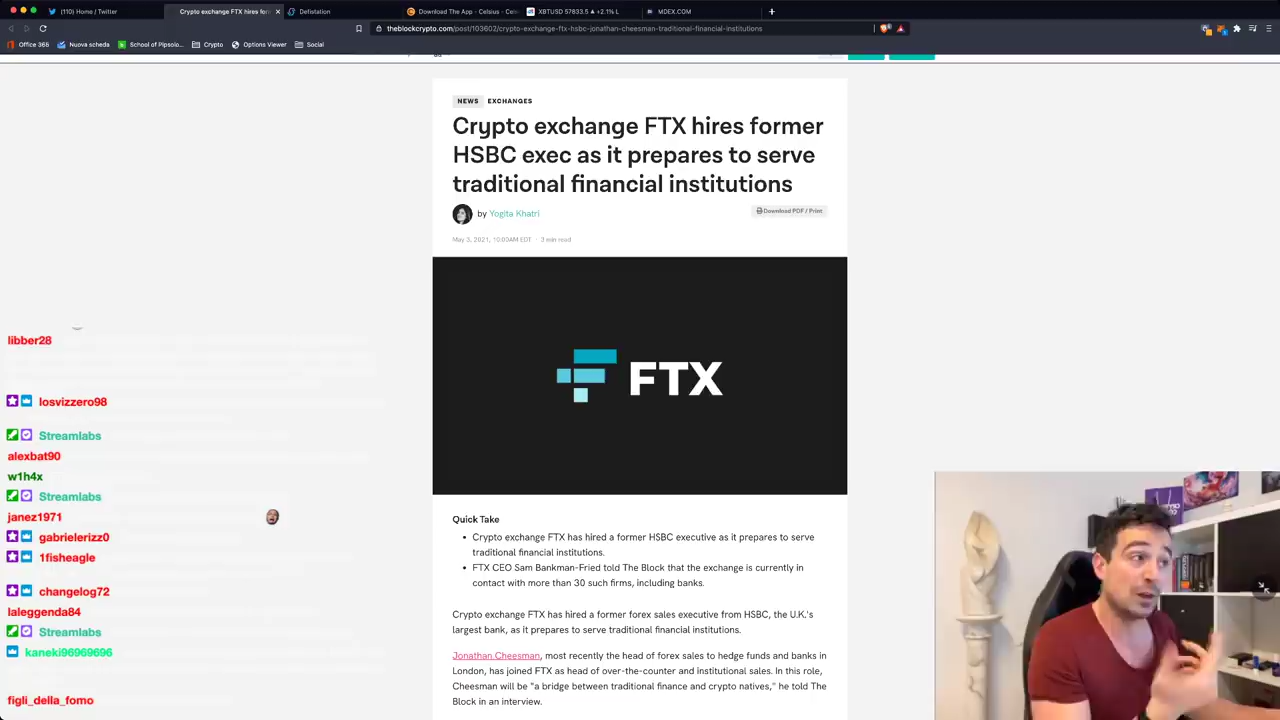 (110) Home / Twitter
Crypto exchange FTX hires for
Defistation
Download The App - Celsius - Cel
XBTUSD 57833.5 ▲ +2.1% L
MDEX.COM
theblockcrypto.com/post/103602/crypto-exchange-ftx-hsbc-jonathan-cheesman-traditional-financial-institutions
Office 365
Nuova scheda
School of Pipsolo...
Crypto
Options Viewer
Social
NEWS EXCHANGES
Crypto exchange FTX hires former
HSBC exec as it prepares to serve
traditional financial institutions
by Yogita Khatri
Download PDF / Print
May 3, 2021, 10:00AM EDT · 3 min read
FTX
Quick Take
• Crypto exchange FTX has hired a former HSBC executive as it prepares to serve
traditional financial institutions.
• FTX CEO Sam Bankman-Fried told The Block that the exchange is currently in
contact with more than 30 such firms, including banks.
Crypto exchange FTX has hired a former forex sales executive from HSBC, the U.K.'s
largest bank, as it prepares to serve traditional financial institutions.
Jonathan Cheesman, most recently the head of forex sales to hedge funds and banks in
London, has joined FTX as head of over-the-counter and institutional sales. In this role,
Cheesman will be "a bridge between traditional finance and crypto natives," he told The
Block in an interview.
libber28
losvizzero98
Streamlabs
alexbat90
w1h4x
Streamlabs
janez1971
gabrielerizz0
1fisheagle
changelog72
laleggenda84
Streamlabs
kaneki96969696
figli_della_fomo